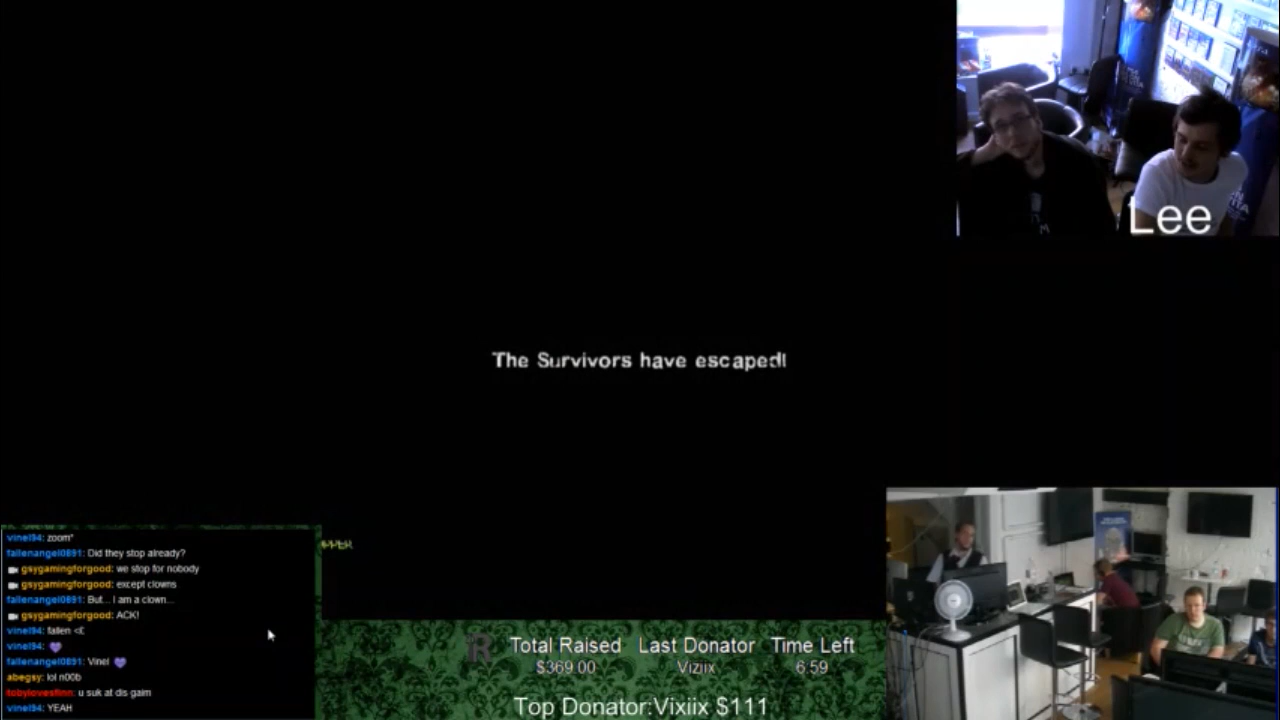 Lee
The Survivors have escaped!
vinel94: zoom*
fallenangel0891: Did they stop already?
gsygamingforgood: we stop for nobody
gsygamingforgood: except clowns
fallenangel0891: But... I am a clown...
gsygamingforgood: ACK!
vinel94: fallen <(
vinel94: 💜
fallenangel0891: Vinel 💜
abegsy: lol n00b
tobylovesfinn: u suk at dis gaim
vinel94: YEAH
R
Total Raised Last Donator Time Left
$369.00 Viziix 6:59
Top Donator:Vixiix $111